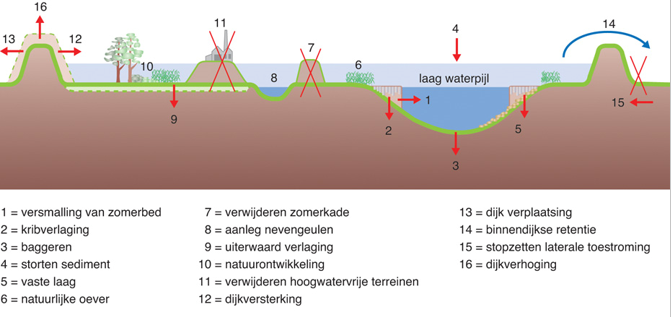 11
16
14
4
13
12
7
10
6
8
laag waterpijl
1
15
9
2
5
3
1 = versmalling van zomerbed
2 = kribverlaging
3 = baggeren
4 = storten sediment
5 = vaste laag
6 = natuurlijke oever
7 = verwijderen zomerkade
8 = aanleg nevengeulen
9 = uiterwaard verlaging
10 = natuurontwikkeling
11 = verwijderen hoogwatervrije terreinen
12 = dijkversterking
13 = dijk verplaatsing
14 = binnendijkse retentie
15 = stopzetten laterale toestroming
16 = dijkverhoging